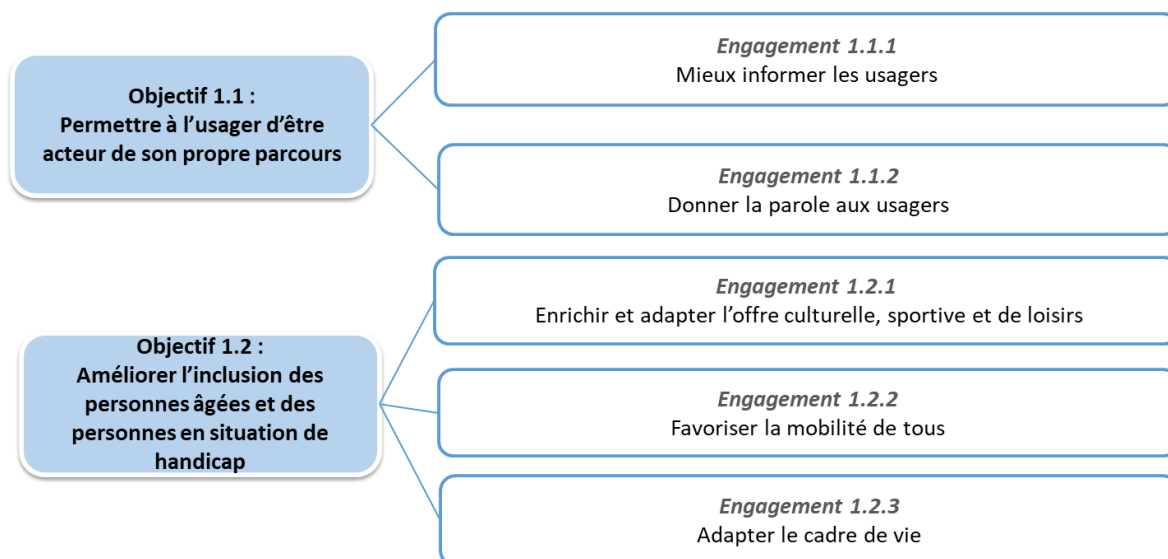 Objectif 1.1 :
Permettre à l’usager d’être
acteur de son propre parcours
Engagement 1.1.1
Mieux informer les usagers
Engagement 1.1.2
Donner la parole aux usagers
Objectif 1.2 :
Améliorer l’inclusion des
personnes âgées et des
personnes en situation de
handicap
Engagement 1.2.1
Enrichir et adapter l’offre culturelle, sportive et de loisirs
Engagement 1.2.2
Favoriser la mobilité de tous
Engagement 1.2.3
Adapter le cadre de vie